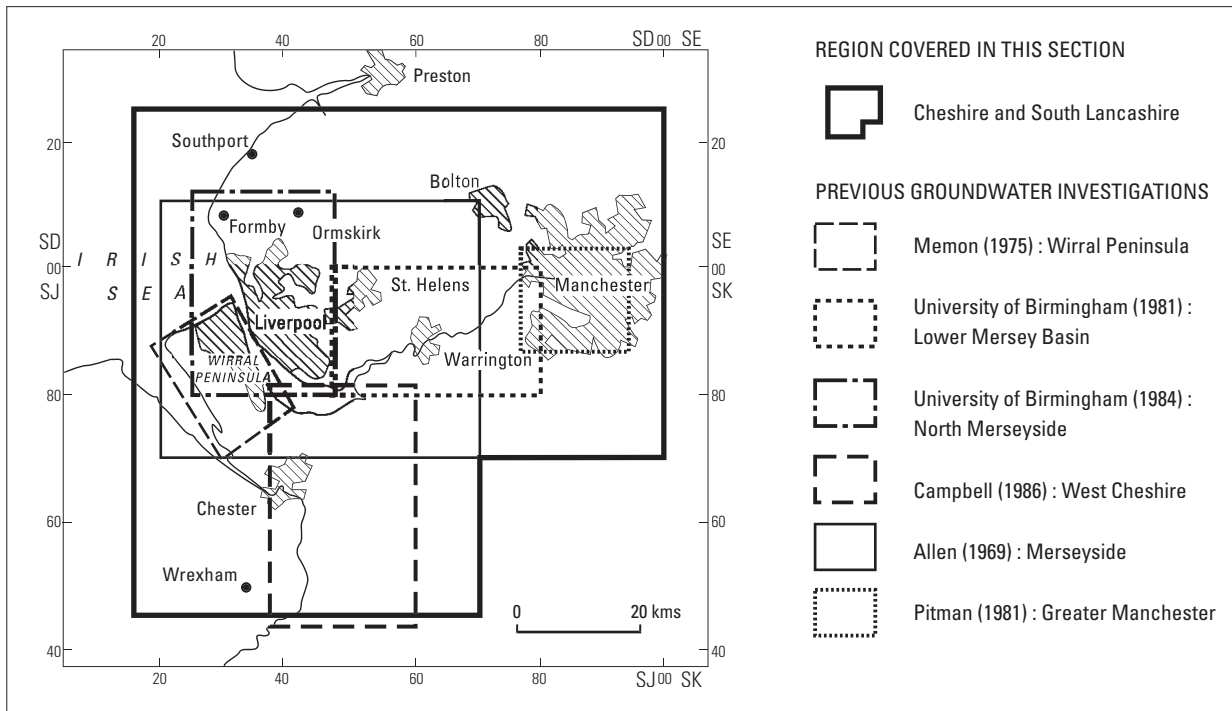 20 40 60 80 SD 00 SE
Preston
20 Southport 20
Bolton
Formby Ormskirk
SD SE
00 IRISH 00
SJ SEA SK
St. Helens Manchester
Liverpool
WIRRAL
PENINSULA
Warrington
80 80
Chester
60 60
Wrexham
0 20 kms
40 40
20 40 60 80 SJ 00 SK
REGION COVERED IN THIS SECTION
Cheshire and South Lancashire
PREVIOUS GROUNDWATER INVESTIGATIONS
Memon (1975) : Wirral Peninsula
University of Birmingham (1981) :
Lower Mersey Basin
University of Birmingham (1984) :
North Merseyside
Campbell (1986) : West Cheshire
Allen (1969) : Merseyside
Pitman (1981) : Greater Manchester